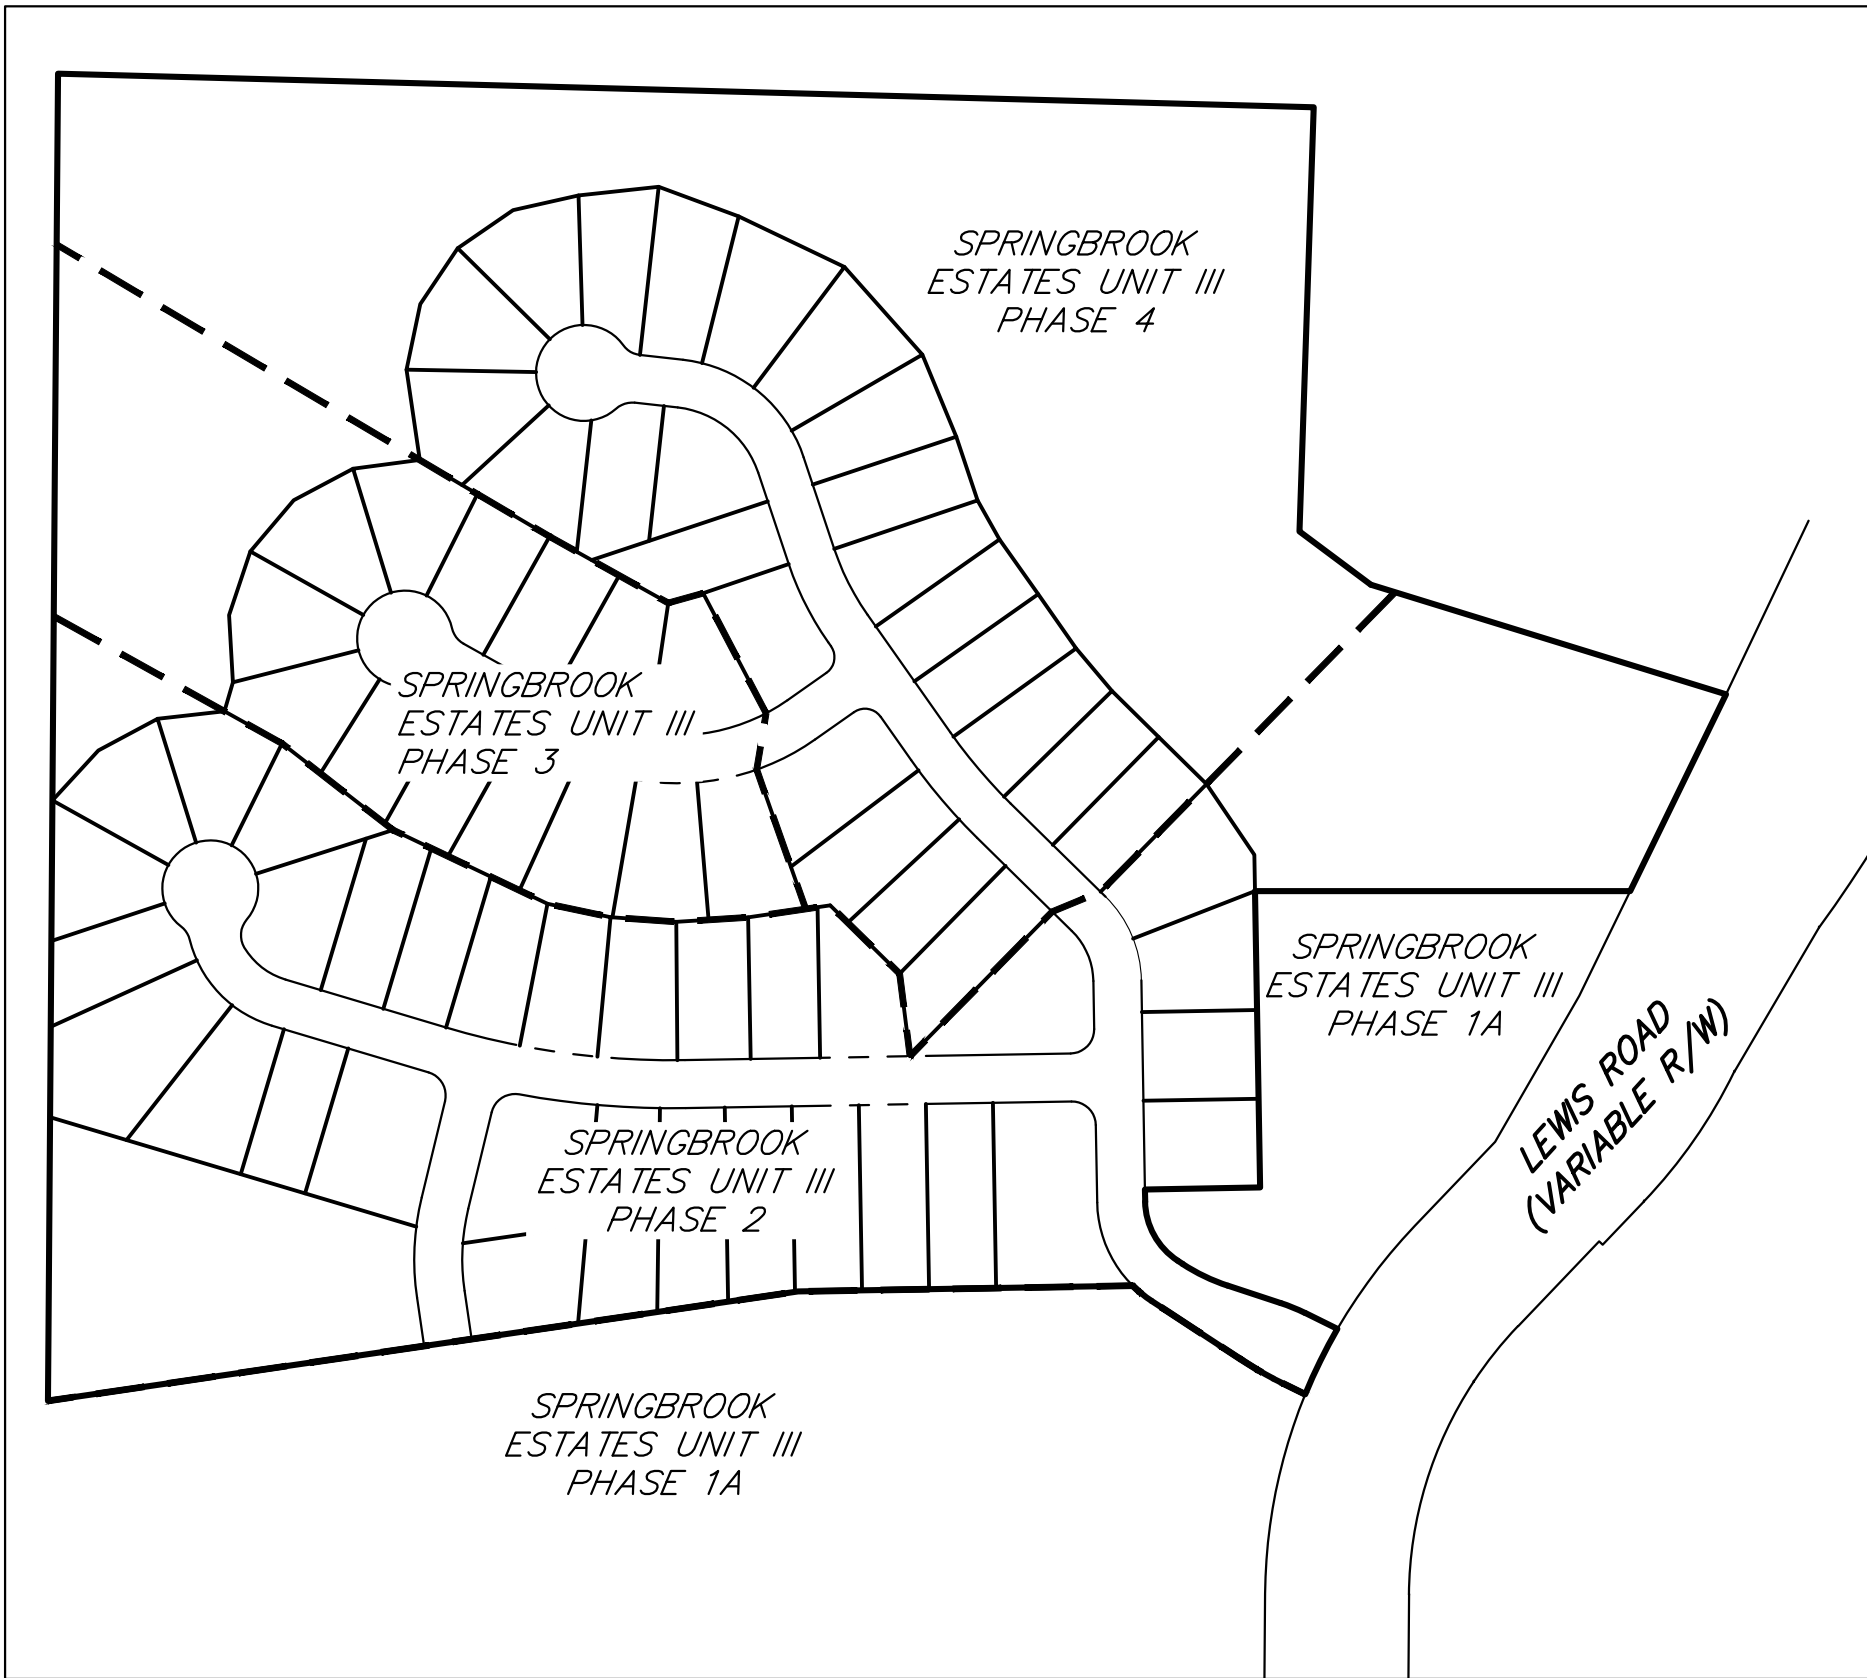 SPRINGBROOK
ESTATES UNIT III
PHASE 4
SPRINGBROOK
ESTATES UNIT III
PHASE 3
SPRINGBROOK
ESTATES UNIT III
PHASE 1A
LEWIS ROAD
(VARIABLE R/W)
SPRINGBROOK
ESTATES UNIT III
PHASE 2
SPRINGBROOK
ESTATES UNIT III
PHASE 1A